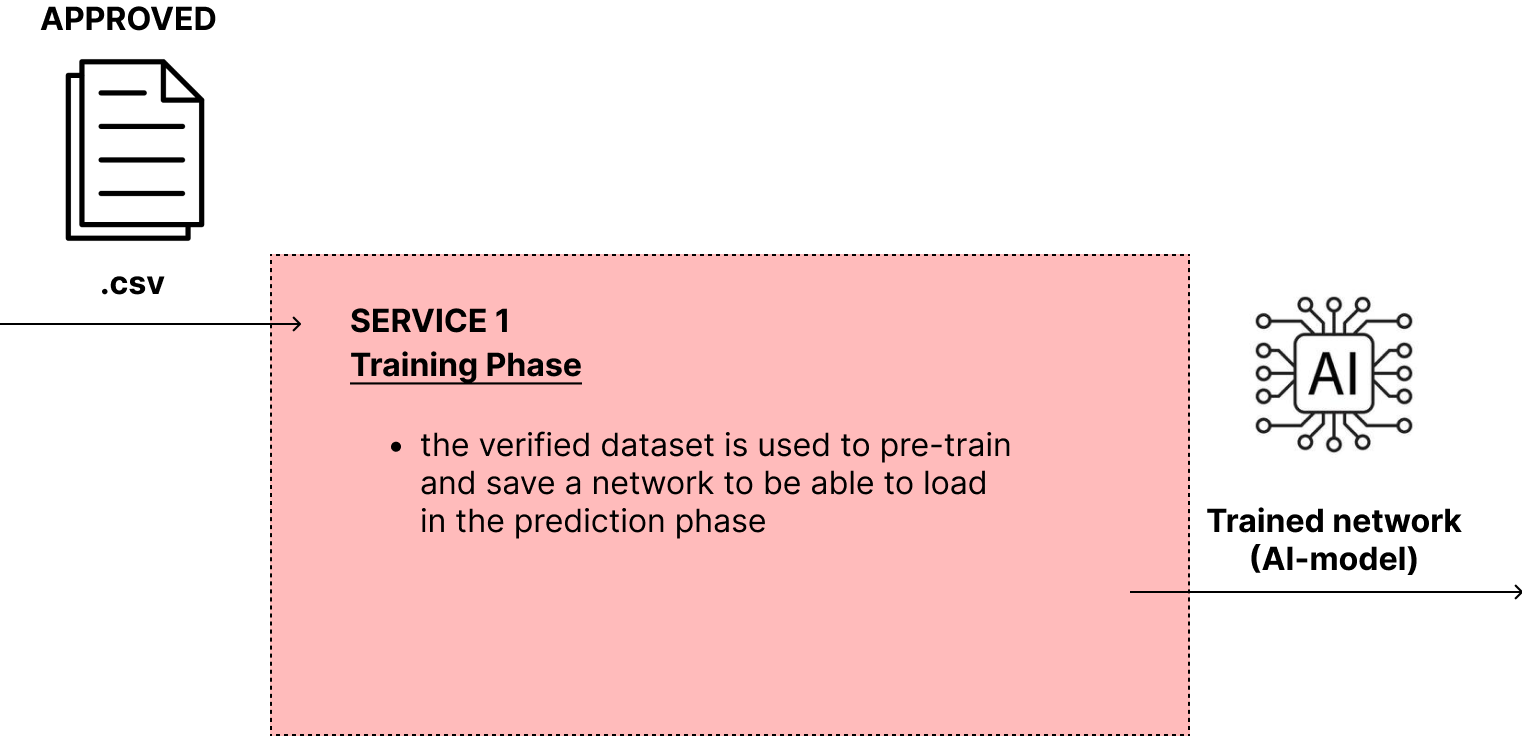 APPROVED
.csv
SERVICE 1
Training Phase
• the verified dataset is used to pre-train
and save a network to be able to load
in the prediction phase
AI
Trained network
(AI-model)